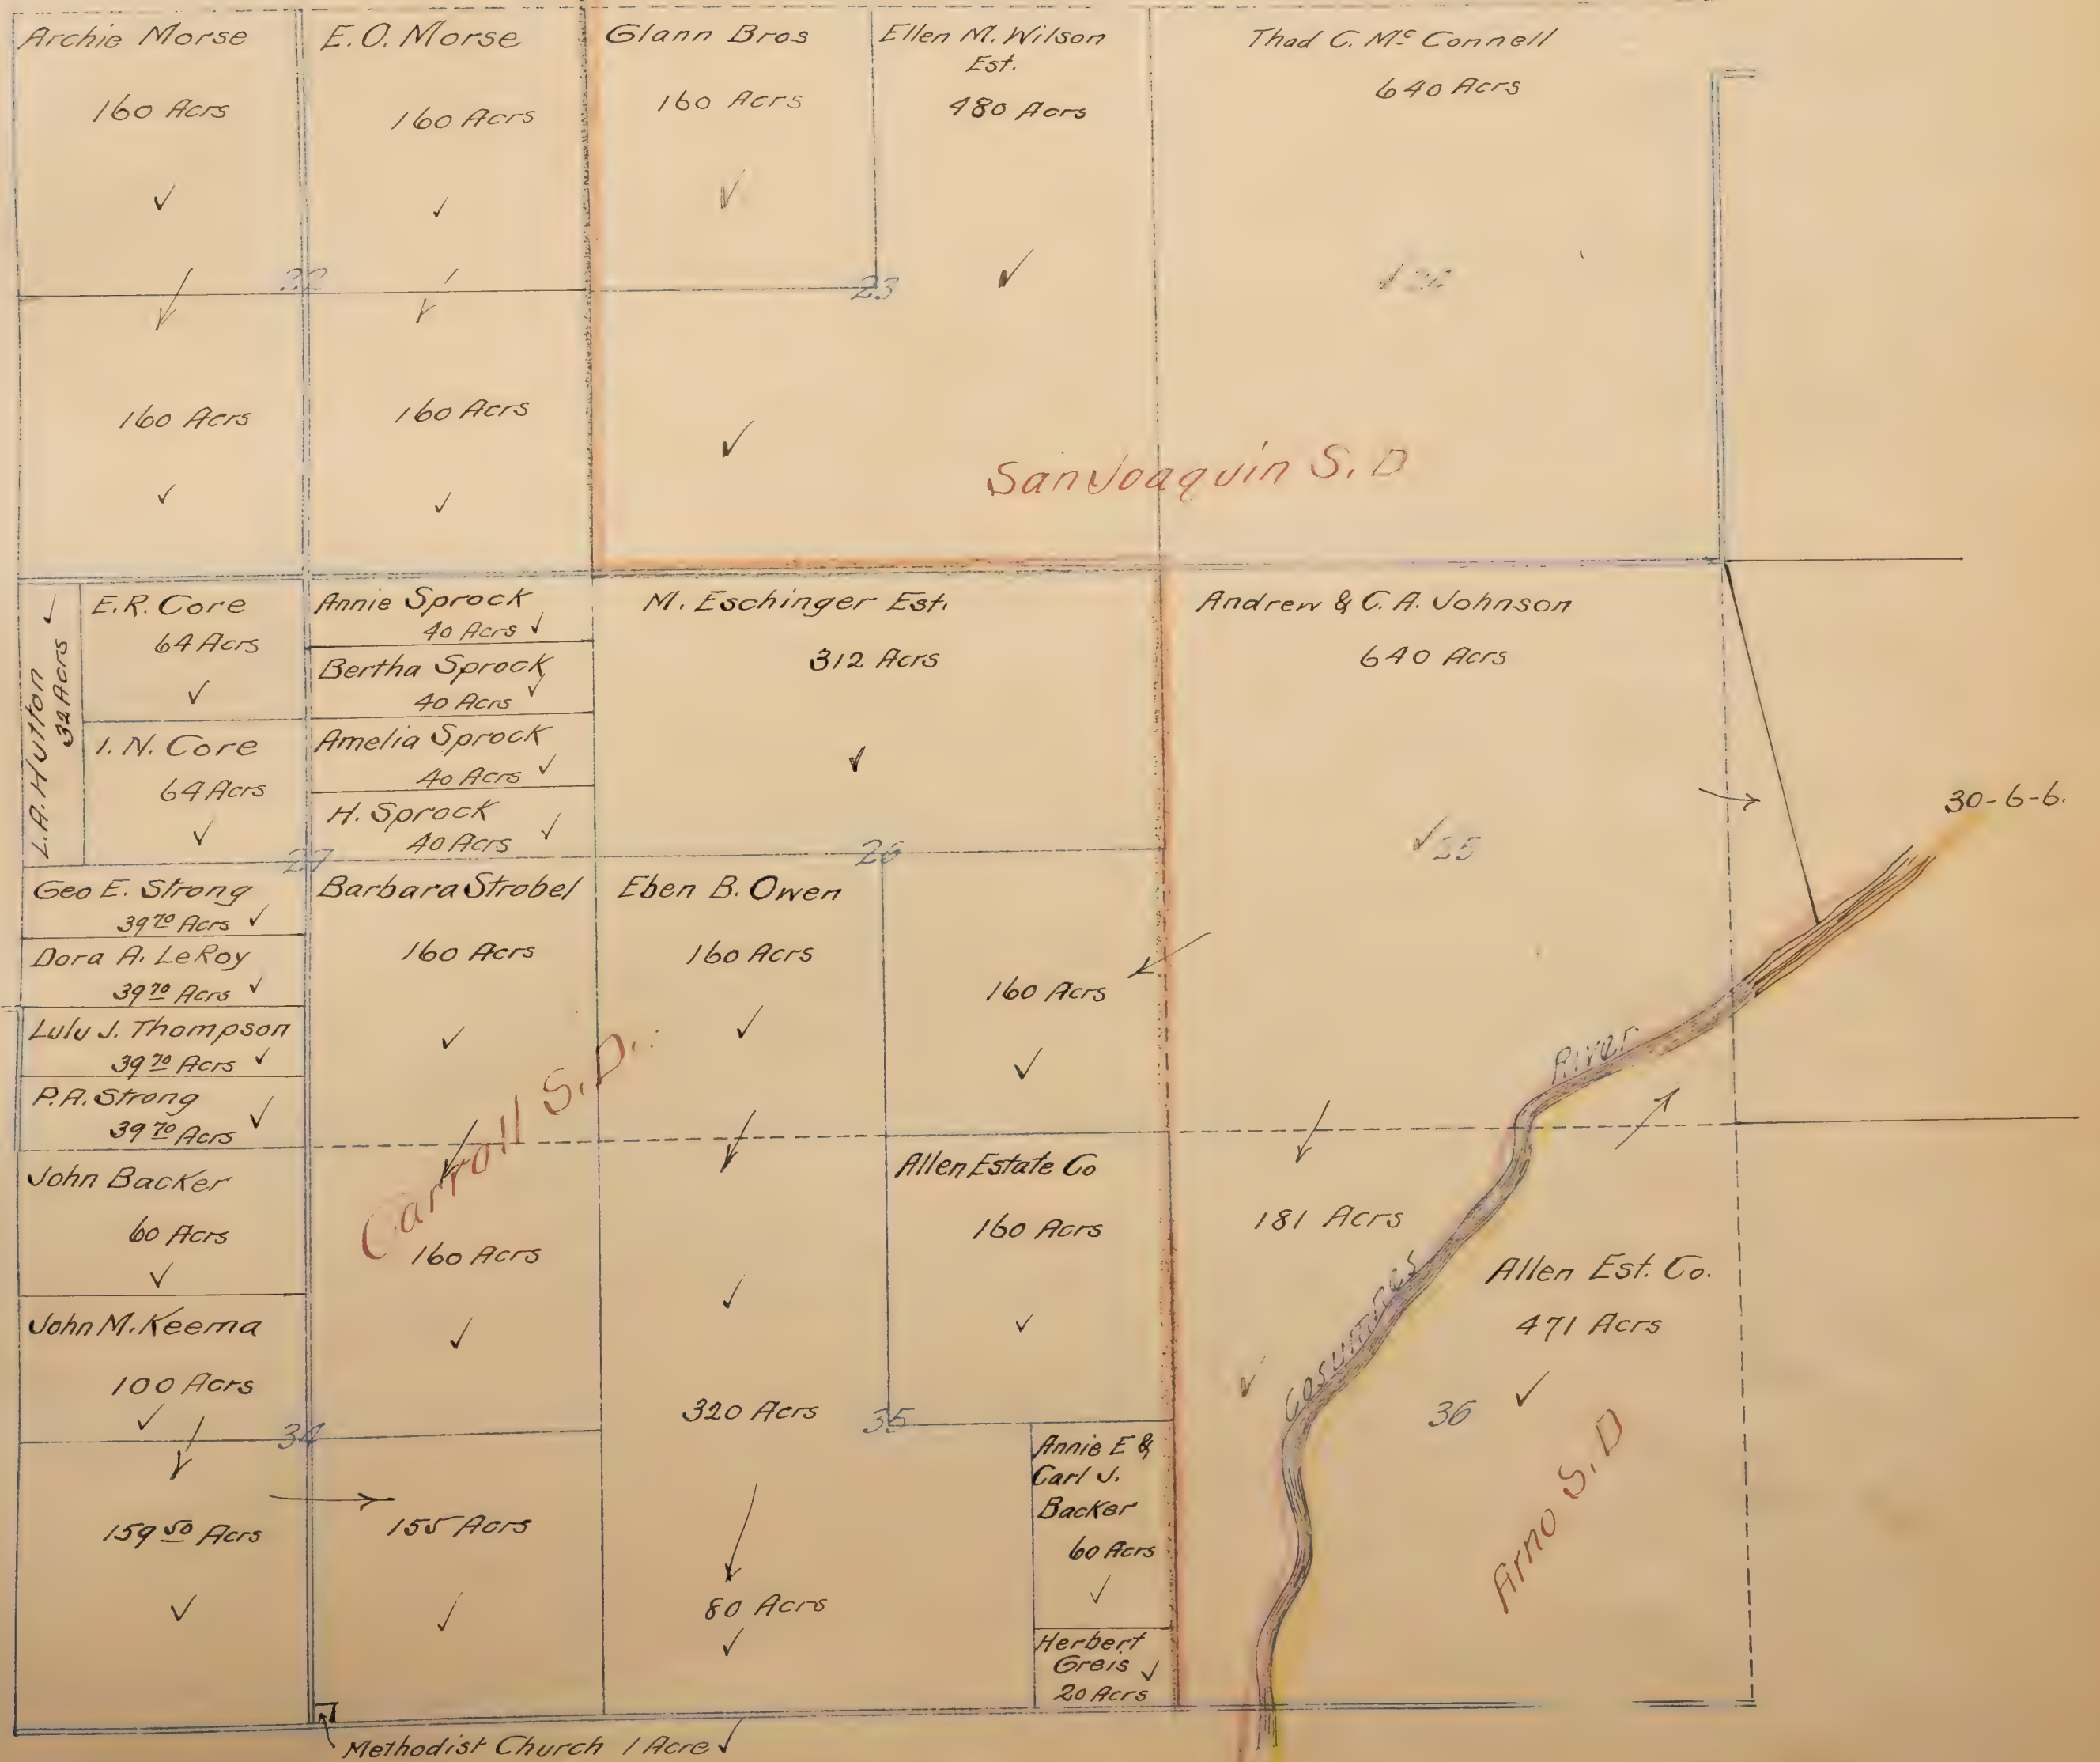 Archie Morse
160 Acrs
E. O. Morse
160 Acrs
Glann Bros
160 Acrs
Ellen M. Wilson
Est.
480 Acrs
Thad C. Mc Connell
640 Acrs
22
23
160 Acrs
160 Acrs
San Joaquin S. D
L. A. Hutton
32 Acrs
E. R. Core
64 Acrs
I. N. Core
64 Acrs
Annie Sprock
40 Acrs
Bertha Sprock
40 Acrs
Amelia Sprock
40 Acrs
H. Sprock
40 Acrs
M. Eschinger Est.
312 Acrs
Andrew & C. A. Johnson
640 Acrs
30-6-6.
27
26
25
Geo E. Strong
39 70 Acrs
Dora A. LeRoy
39 70 Acrs
Lulu J. Thompson
39 70 Acrs
P. A. Strong
39 70 Acrs
Barbara Strobel
160 Acrs
Eben B. Owen
160 Acrs
160 Acrs
Carroll S. D.
Cosumnes River
John Backer
60 Acrs
John M. Keema
100 Acrs
160 Acrs
320 Acrs
Allen Estate Co
160 Acrs
181 Acrs
Allen Est. Co.
471 Acrs
34
35
36
159 50 Acrs
155 Acrs
80 Acrs
Annie E &
Carl J.
Backer
60 Acrs
Herbert
Greis
20 Acrs
Arno S. D
Methodist Church 1 Acre